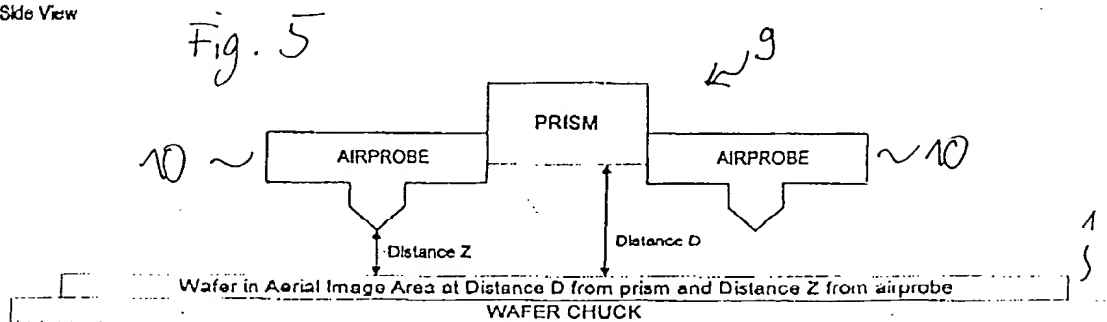 Side View
Fig. 5
9
PRISM
10 AIRPROBE AIRPROBE 10
Distance Z Distance D
1
Wafer in Aerial Image Area at Distance D from prism and Distance Z from airprobe
WAFER CHUCK